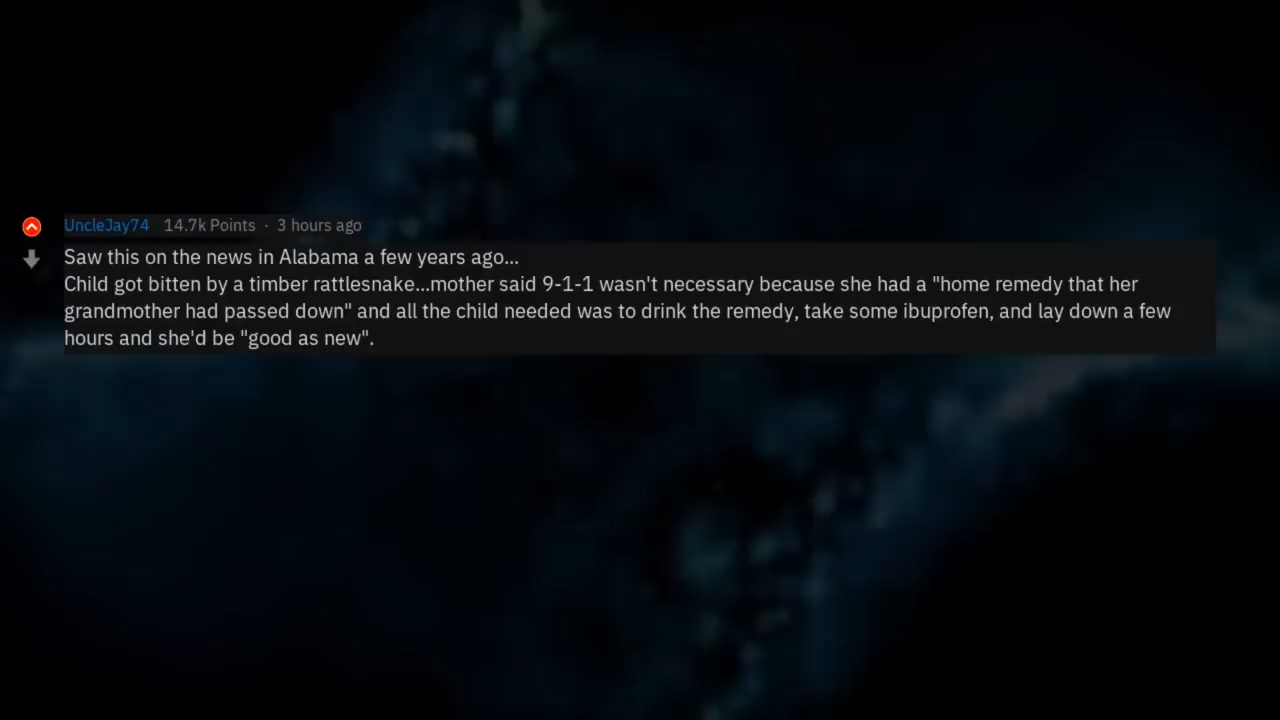 UncleJay74 14.7k Points · 3 hours ago
Saw this on the news in Alabama a few years ago...
Child got bitten by a timber rattlesnake...mother said 9-1-1 wasn't necessary because she had a "home remedy that her
grandmother had passed down" and all the child needed was to drink the remedy, take some ibuprofen, and lay down a few
hours and she'd be "good as new".